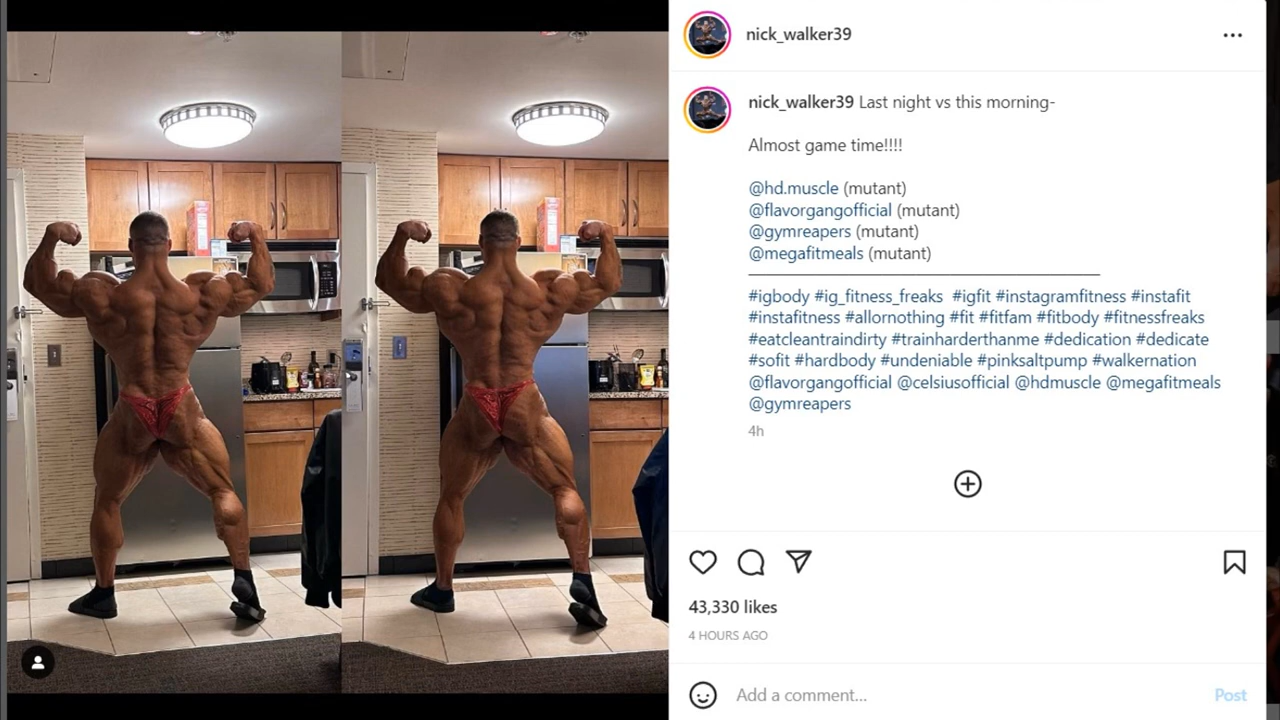 nick_walker39
nick_walker39 Last night vs this morning-
Almost game time!!!!
@hd.muscle (mutant)
@flavorgangofficial (mutant)
@gymreapers (mutant)
@megafitmeals (mutant)
#igbody #ig_fitness_freaks #igfit #instagramfitness #instafit
#instafitness #allornothing #fit #fitfam #fitbody #fitnessfreaks
#eatcleantraindirty #trainharderthanme #dedication #dedicate
#sofit #hardbody #undeniable #pinksaltpump #walkernation
@flavorgangofficial @celsiusofficial @hdmuscle @megafitmeals
@gymreapers
4h
43,330 likes
4 HOURS AGO
Add a comment...
Post